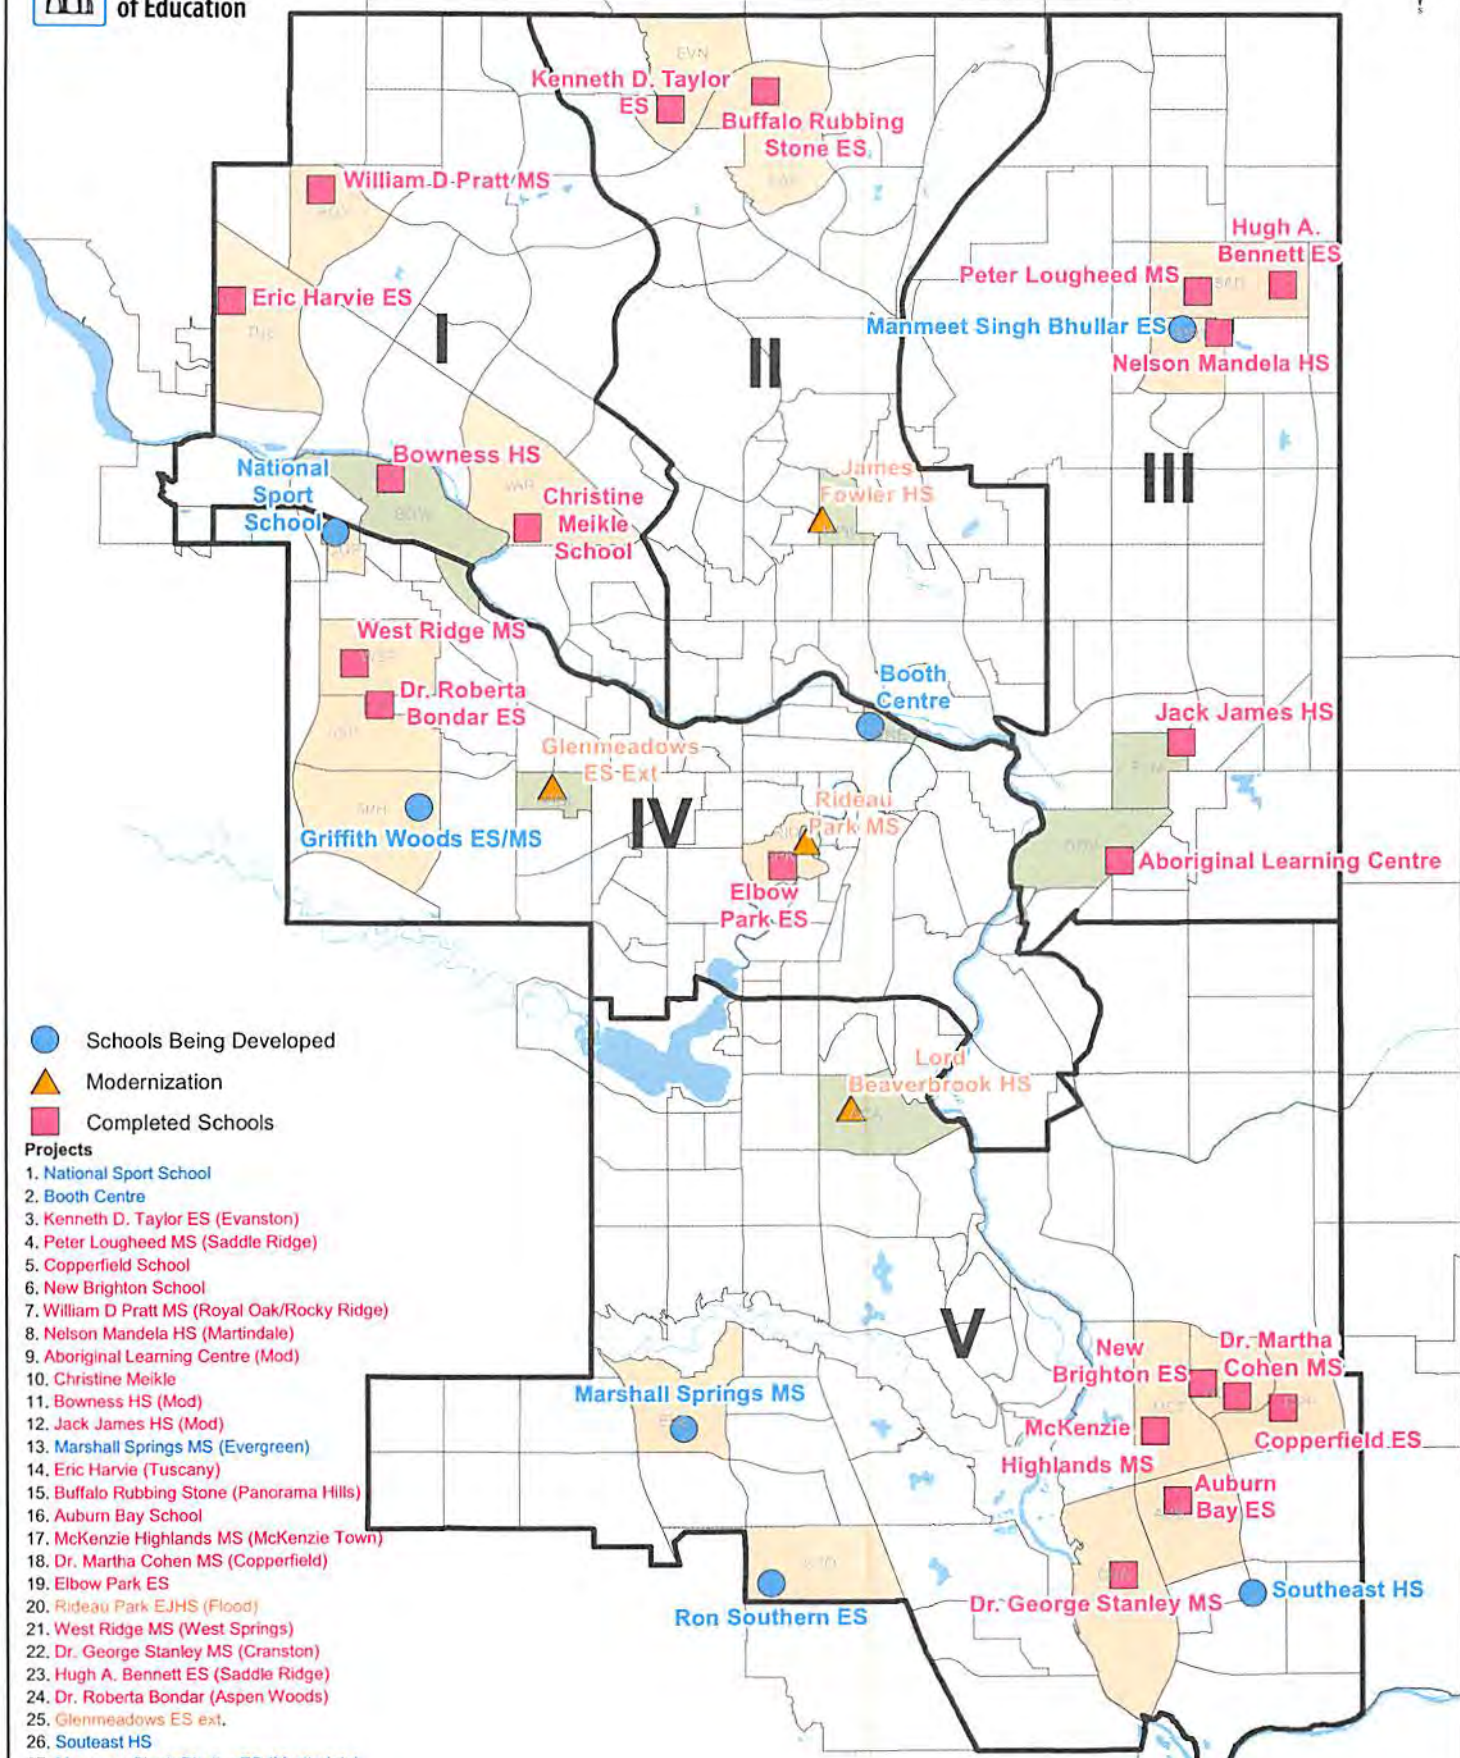 of Education
EVN
Kenneth D. Taylor
ES
Buffalo Rubbing
Stone ES
William D Pratt MS
Hugh A.
Bennett ES
Peter Lougheed MS
Eric Harvie ES
Manmeet Singh Bhullar ES
Nelson Mandela HS
I
II
III
Bowness HS
National
Sport
School
James
Fowler HS
Christine
Meikle
School
West Ridge MS
Booth
Centre
Dr. Roberta
Bondar ES
Jack James HS
Glenmeadows
ES Ext
Rideau
Park MS
IV
Griffith Woods ES/MS
Aboriginal Learning Centre
Elbow
Park ES
Schools Being Developed
Lord
Beaverbrook HS
Modernization
Completed Schools
Projects
1. National Sport School
2. Booth Centre
3. Kenneth D. Taylor ES (Evanston)
4. Peter Lougheed MS (Saddle Ridge)
5. Copperfield School
6. New Brighton School
7. William D Pratt MS (Royal Oak/Rocky Ridge)
8. Nelson Mandela HS (Martindale)
9. Aboriginal Learning Centre (Mod)
10. Christine Meikle
11. Bowness HS (Mod)
12. Jack James HS (Mod)
13. Marshall Springs MS (Evergreen)
14. Eric Harvie (Tuscany)
15. Buffalo Rubbing Stone (Panorama Hills)
16. Auburn Bay School
17. McKenzie Highlands MS (McKenzie Town)
18. Dr. Martha Cohen MS (Copperfield)
19. Elbow Park ES
20. Rideau Park EJHS (Flood)
21. West Ridge MS (West Springs)
22. Dr. George Stanley MS (Cranston)
23. Hugh A. Bennett ES (Saddle Ridge)
24. Dr. Roberta Bondar (Aspen Woods)
25. Glenmeadows ES ext.
26. Souteast HS
V
New
Brighton ES
Dr. Martha
Cohen MS
Marshall Springs MS
McKenzie
Highlands MS
Copperfield ES
Auburn
Bay ES
Dr. George Stanley MS
Southeast HS
Ron Southern ES